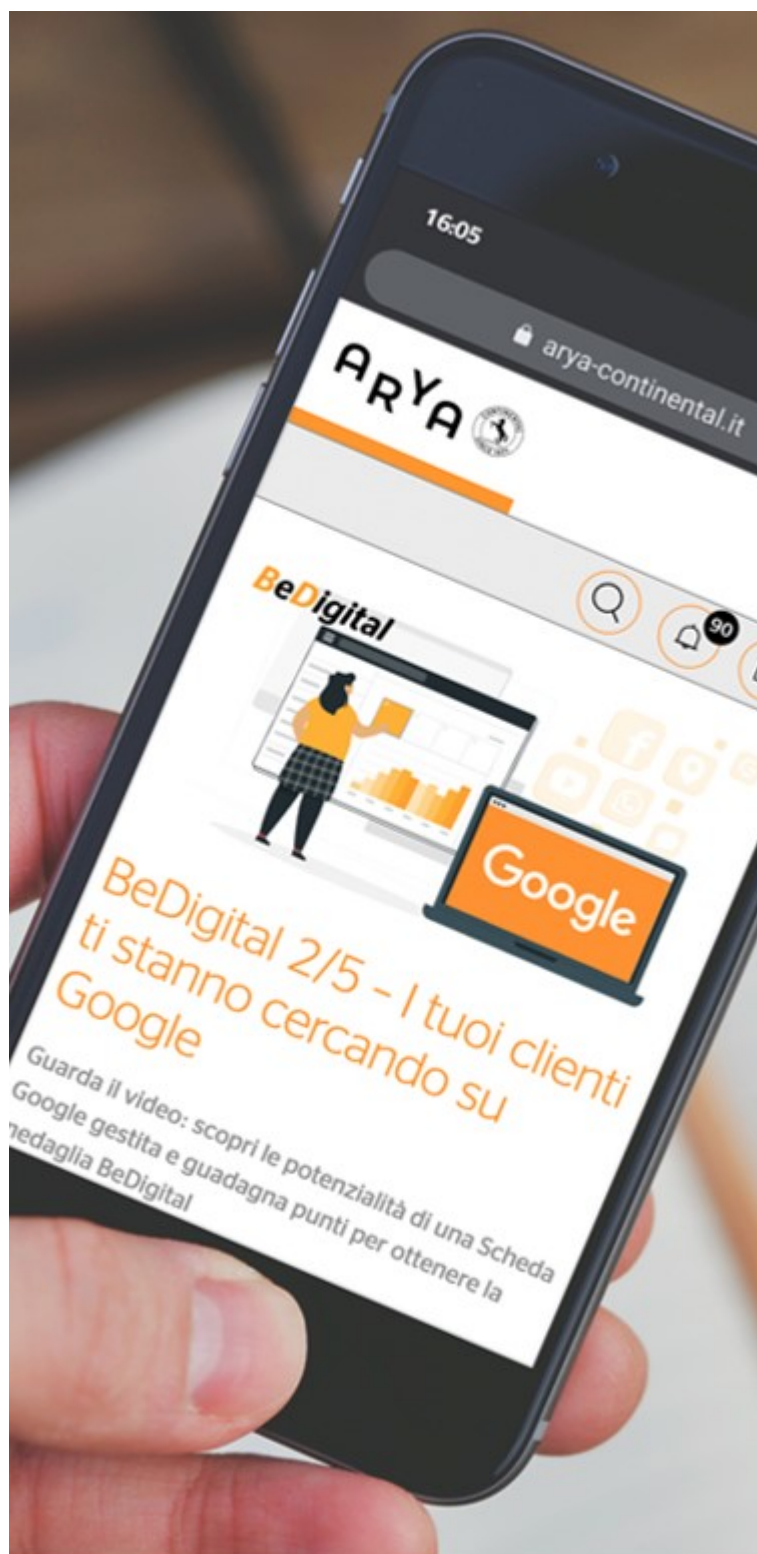 16:05
arya-continental.it
ARYA
90
BeDigital
Google
BeDigital 2/5 – I tuoi clienti
ti stanno cercando su
Google
Guarda il video: scopri le potenzialità di una Scheda
Google gestita e guadagna punti per ottenere la
medaglia BeDigital